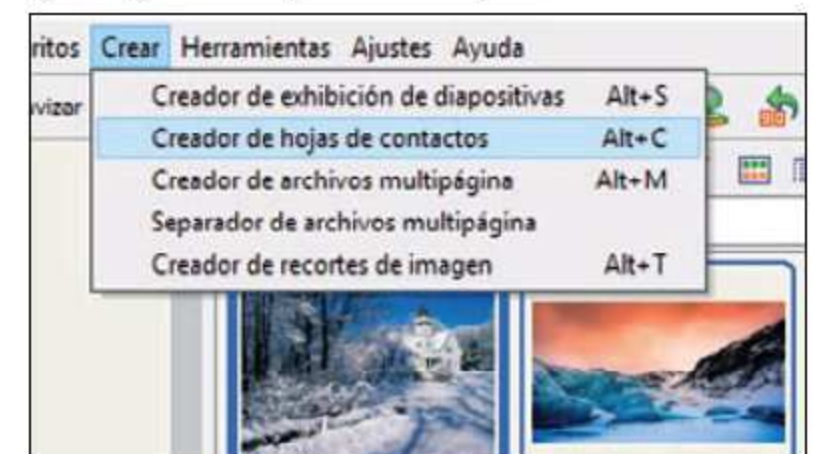 ritos Crear Herramientas Ajustes Ayuda
vizar
Creador de exhibición de diapositivas Alt+S
Creador de hojas de contactos Alt+C
Creador de archivos multipágina Alt+M
Separador de archivos multipágina
Creador de recortes de imagen Alt+T